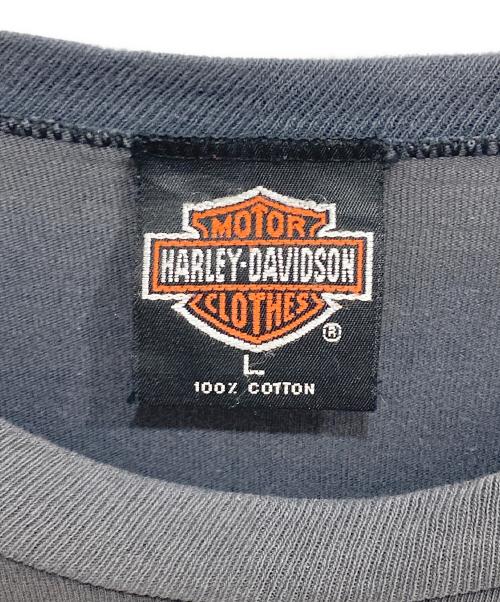 MOTOR
HARLEY-DAVIDSON
CLOTHES
®
L
100% COTTON